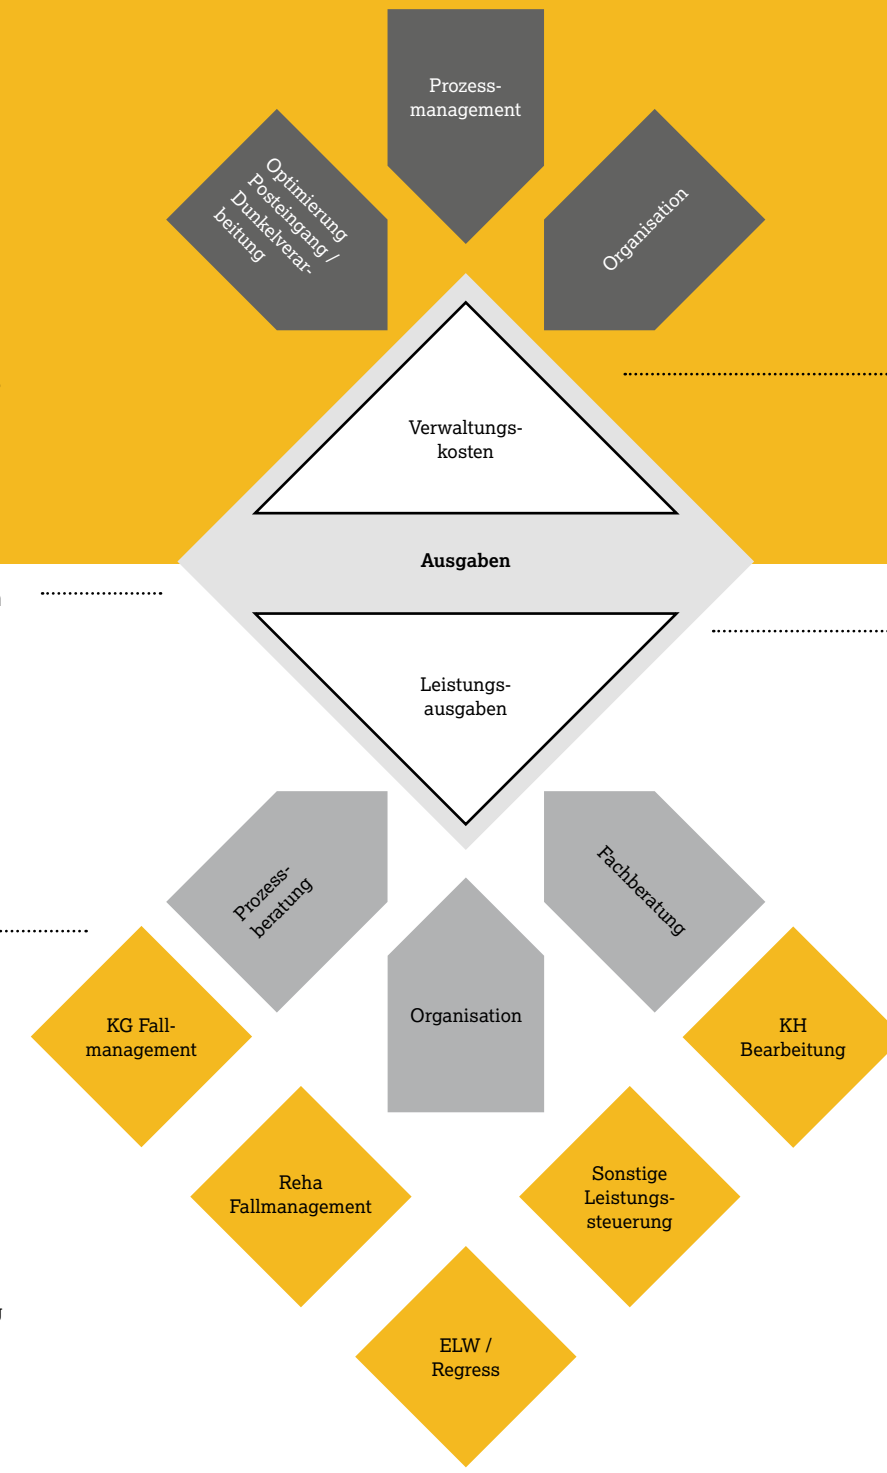 Prozess-
management
Optimierung
Posteingang /
Dunkelverar-
beitung
Organisation
Verwaltungs-
kosten
Ausgaben
Leistungs-
ausgaben
Prozess-
beratung
Fachberatung
Organisation
KG Fall-
management
KH
Bearbeitung
Reha
Fallmanagement
Sonstige
Leistungs-
steuerung
ELW /
Regress